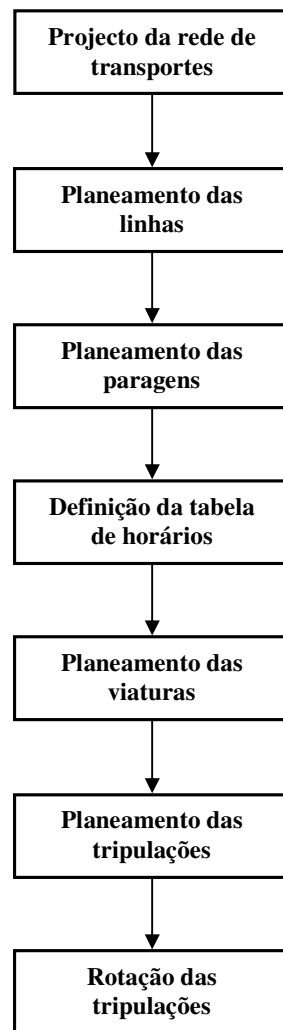 Projecto da rede de
transportes
Planeamento das
linhas
Planeamento das
paragens
Definição da tabela
de horários
Planeamento das
viaturas
Planeamento das
tripulações
Rotação das
tripulações